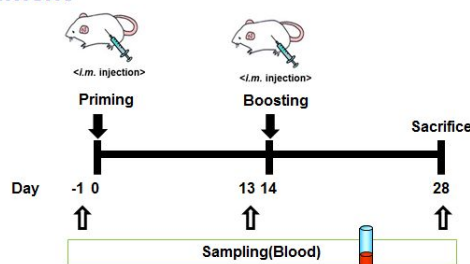 <i.m. injection>
<i.m. injection>
Priming
Boosting
Sacrifice
Day -1 0 13 14 28
Sampling(Blood)